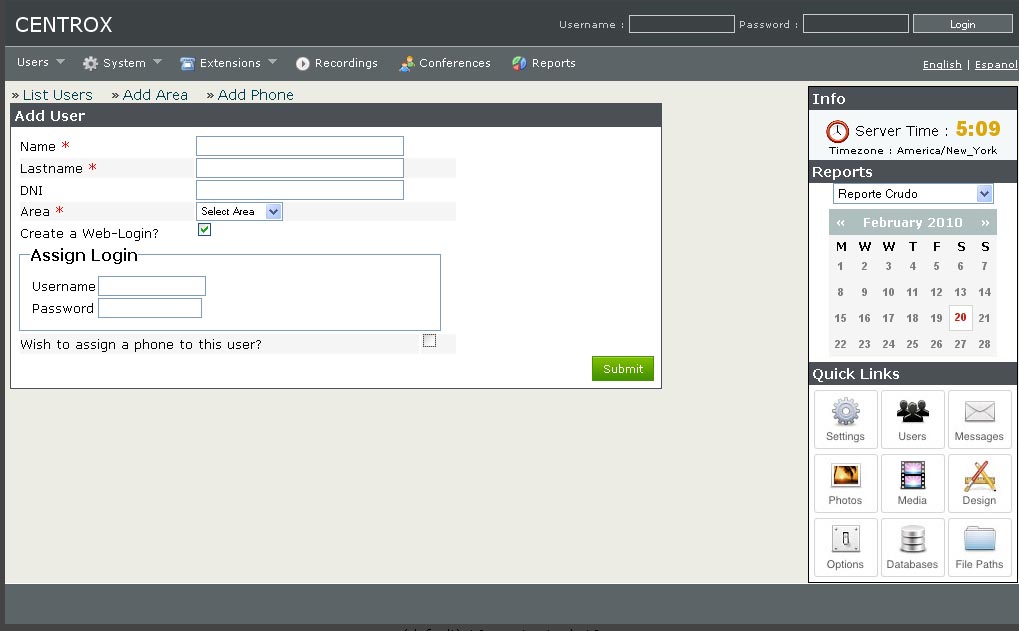 CENTROX
Username : Password : Login
Users System Extensions Recordings Conferences Reports
English | Espanol
» List Users » Add Area » Add Phone
Add User
Name *
Lastname *
DNI
Area * Select Area
Create a Web-Login?
Assign Login
Username
Password
Wish to assign a phone to this user?
Submit
Info
Server Time : 5:09
Timezone : America/New_York
Reports
Reporte Crudo
« February 2010 »
M W W T F S S
1 2 3 4 5 6 7
8 9 10 11 12 13 14
15 16 17 18 19 20 21
22 23 24 25 26 27 28
Quick Links
Settings Users Messages
Photos Media Design
Options Databases File Paths